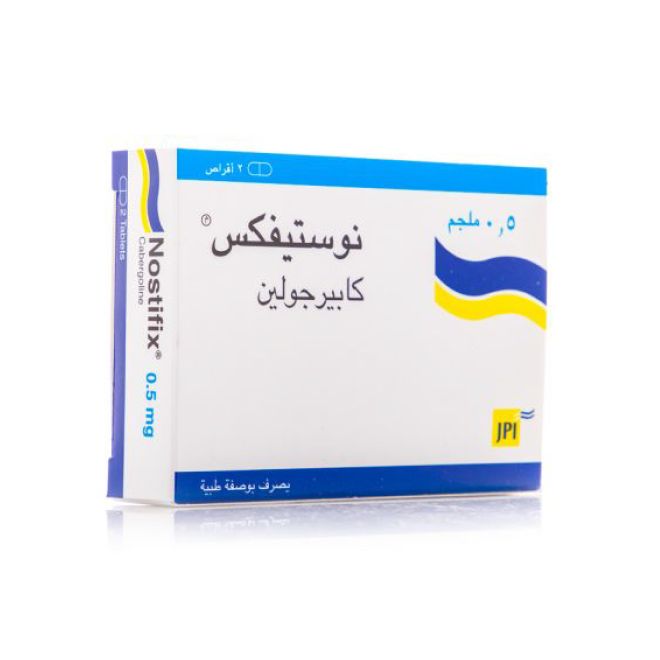 ٢ أقراص
٠,٥ ملجم
نوستيفكس
كابيرجولين
JPI
يصرف بوصفة طبية
2 Tablets
Nostifix® 0.5 mg
Cabergoline